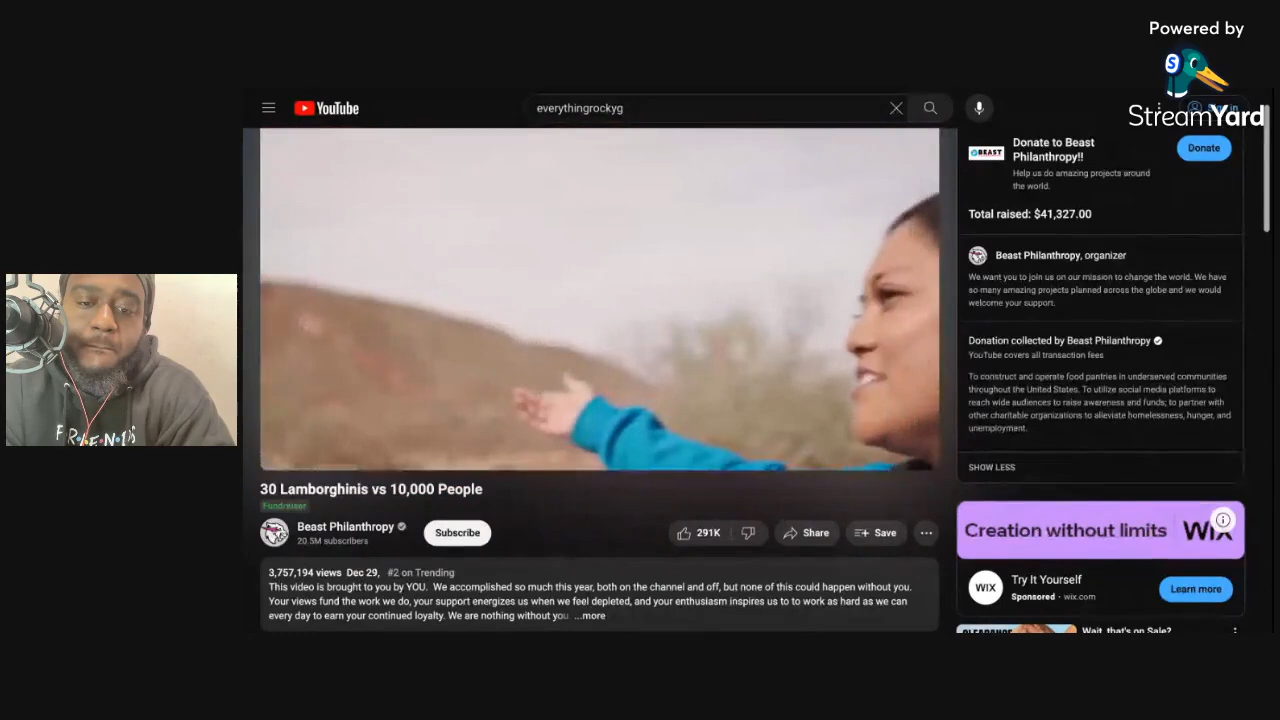 Powered by
StreamYard
YouTube
everythingrockyg
Donate to Beast
Philanthropy!!
Donate
Help us do amazing projects around
the world.
Total raised: $41,327.00
Beast Philanthropy, organizer
We want you to join us on our mission to change the world. We have
so many amazing projects planned across the globe and we would
welcome your support.
Donation collected by Beast Philanthropy
YouTube covers all transaction fees
To construct and operate food pantries in underserved communities
throughout the United States. To utilize social media platforms to
reach wide audiences to raise awareness and funds; to partner with
other charitable organizations to alleviate homelessness, hunger, and
unemployment.
SHOW LESS
30 Lamborghinis vs 10,000 People
Fundraiser
Beast Philanthropy
20.5M subscribers
Subscribe
291K
Share
Save
3,757,194 views Dec 29, #2 on Trending
This video is brought to you by YOU. We accomplished so much this year, both on the channel and off, but none of this could happen without you.
Your views fund the work we do, your support energizes us when we feel depleted, and your enthusiasm inspires us to to work as hard as we can
every day to earn your continued loyalty. We are nothing without you. ...more
Creation without limits WIX
WIX
Try It Yourself
Sponsored · wix.com
Learn more
Wait, that's on Sale?
F·R·I·E·N·D·S
BEAST